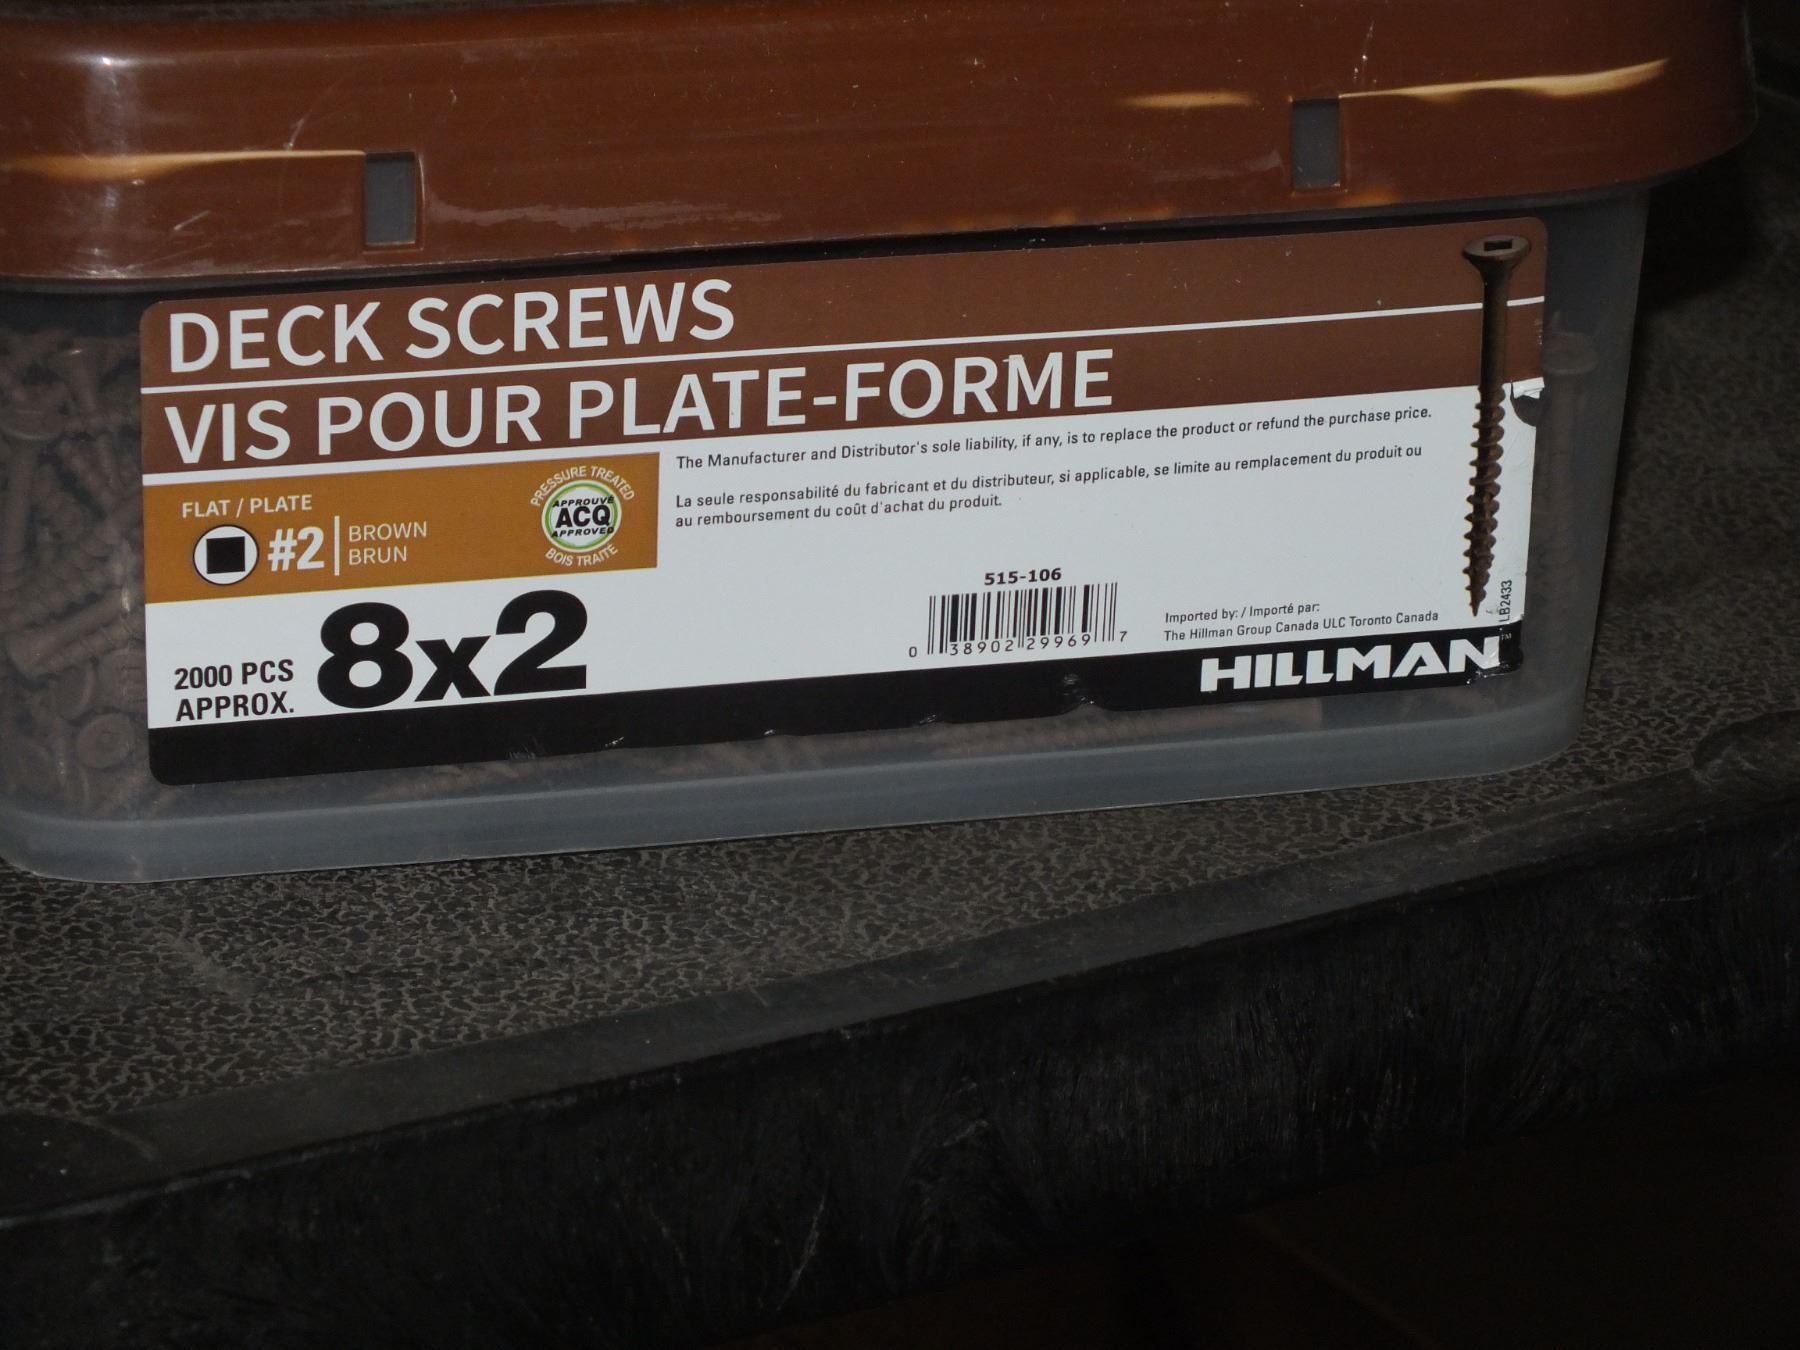 DECK SCREWS
VIS POUR PLATE-FORME
The Manufacturer and Distributor's sole liability, if any, is to replace the product or refund the purchase price.
La seule responsabilité du fabricant et du distributeur, si applicable, se limite au remplacement du produit ou
au remboursement du coût d'achat du produit.
FLAT / PLATE
#2
BROWN
BRUN
PRESSURE TREATED
APPROUVÉ
ACQ
APPROVED
BOIS TRAITÉ
2000 PCS
APPROX.
8x2
515-106
0 38902 29969 7
Imported by: / Importé par:
The Hillman Group Canada ULC Toronto Canada
HILLMAN™
LB2433